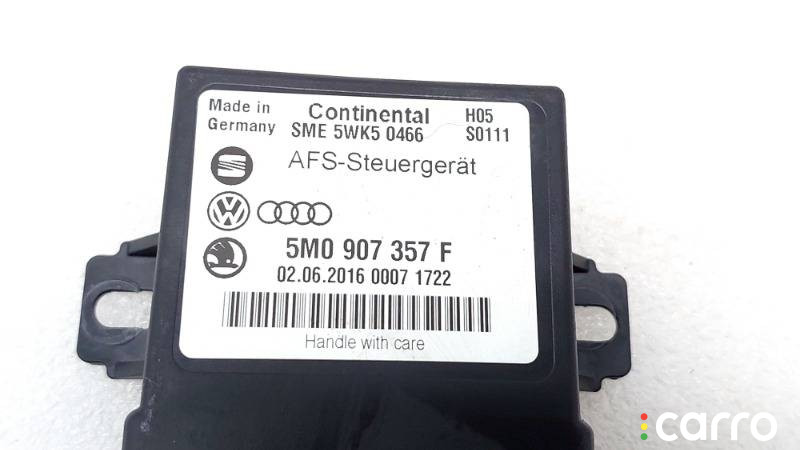 Made in Germany
Continental
SME 5WK5 0466
H05
S0111
AFS-Steuergerät
5M0 907 357 F
02.06.2016 0007 1722
Handle with care
carro